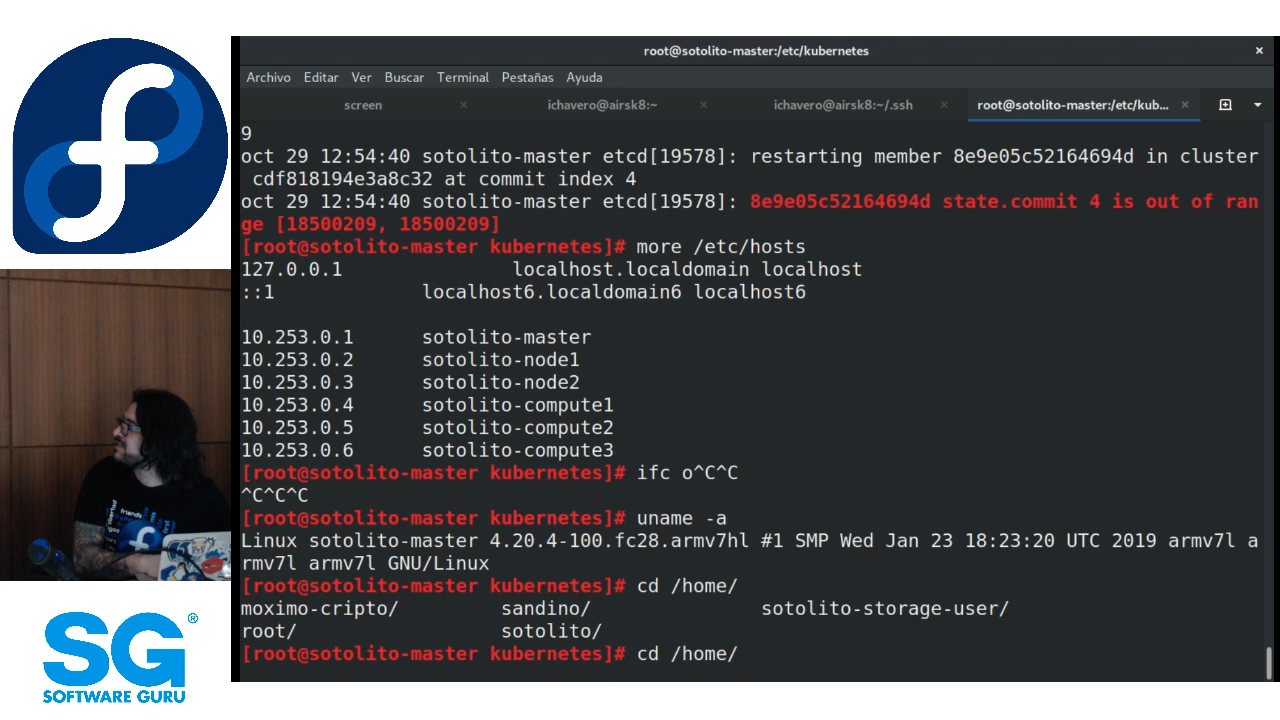 root@sotolito-master:/etc/kubernetes
Archivo Editar Ver Buscar Terminal Pestañas Ayuda
screen ichavero@airsk8:~ ichavero@airsk8:~/.ssh root@sotolito-master:/etc/kub...
9
oct 29 12:54:40 sotolito-master etcd[19578]: restarting member 8e9e05c52164694d in cluster
cdf818194e3a8c32 at commit index 4
oct 29 12:54:40 sotolito-master etcd[19578]: 8e9e05c52164694d state.commit 4 is out of ran
ge [18500209, 18500209]
[root@sotolito-master kubernetes]# more /etc/hosts
127.0.0.1 localhost.localdomain localhost
::1 localhost6.localdomain6 localhost6
10.253.0.1 sotolito-master
10.253.0.2 sotolito-node1
10.253.0.3 sotolito-node2
10.253.0.4 sotolito-compute1
10.253.0.5 sotolito-compute2
10.253.0.6 sotolito-compute3
[root@sotolito-master kubernetes]# ifc o^C^C
^C^C^C
[root@sotolito-master kubernetes]# uname -a
Linux sotolito-master 4.20.4-100.fc28.armv7hl #1 SMP Wed Jan 23 18:23:20 UTC 2019 armv7l a
rmv7l armv7l GNU/Linux
[root@sotolito-master kubernetes]# cd /home/
moximo-cripto/ sandino/ sotolito-storage-user/
root/ sotolito/
[root@sotolito-master kubernetes]# cd /home/
friends
first
SG®
SOFTWARE GURU